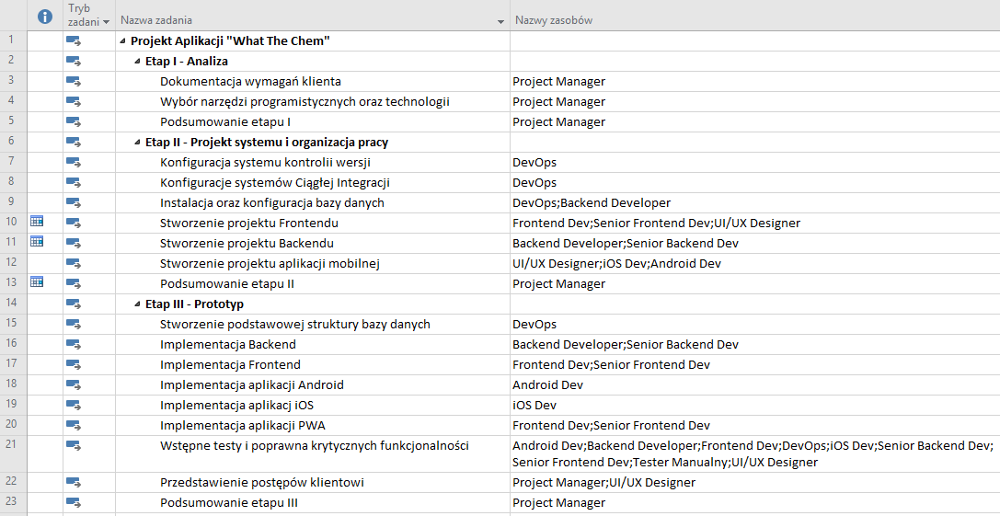 Tryb
zadani Nazwa zadania Nazwy zasobów
1 Projekt Aplikacji "What The Chem"
2 Etap I - Analiza
3 Dokumentacja wymagań klienta Project Manager
4 Wybór narzędzi programistycznych oraz technologii Project Manager
5 Podsumowanie etapu I Project Manager
6 Etap II - Projekt systemu i organizacja pracy
7 Konfiguracja systemu kontrolii wersji DevOps
8 Konfiguracje systemów Ciągłej Integracji DevOps
9 Instalacja oraz konfiguracja bazy danych DevOps;Backend Developer
10 Stworzenie projektu Frontendu Frontend Dev;Senior Frontend Dev;UI/UX Designer
11 Stworzenie projektu Backendu Backend Developer;Senior Backend Dev
12 Stworzenie projektu aplikacji mobilnej UI/UX Designer;iOS Dev;Android Dev
13 Podsumowanie etapu II Project Manager
14 Etap III - Prototyp
15 Stworzenie podstawowej struktury bazy danych DevOps
16 Implementacja Backend Backend Developer;Senior Backend Dev
17 Implementacja Frontend Frontend Dev;Senior Frontend Dev
18 Implementacja aplikacji Android Android Dev
19 Implementacja aplikacj iOS iOS Dev
20 Implementacja aplikacji PWA Frontend Dev;Senior Frontend Dev
21 Wstępne testy i poprawna krytycznych funkcjonalności Android Dev;Backend Developer;Frontend Dev;DevOps;iOS Dev;Senior Backend Dev;
Senior Frontend Dev;Tester Manualny;UI/UX Designer
22 Przedstawienie postępów klientowi Project Manager;UI/UX Designer
23 Podsumowanie etapu III Project Manager